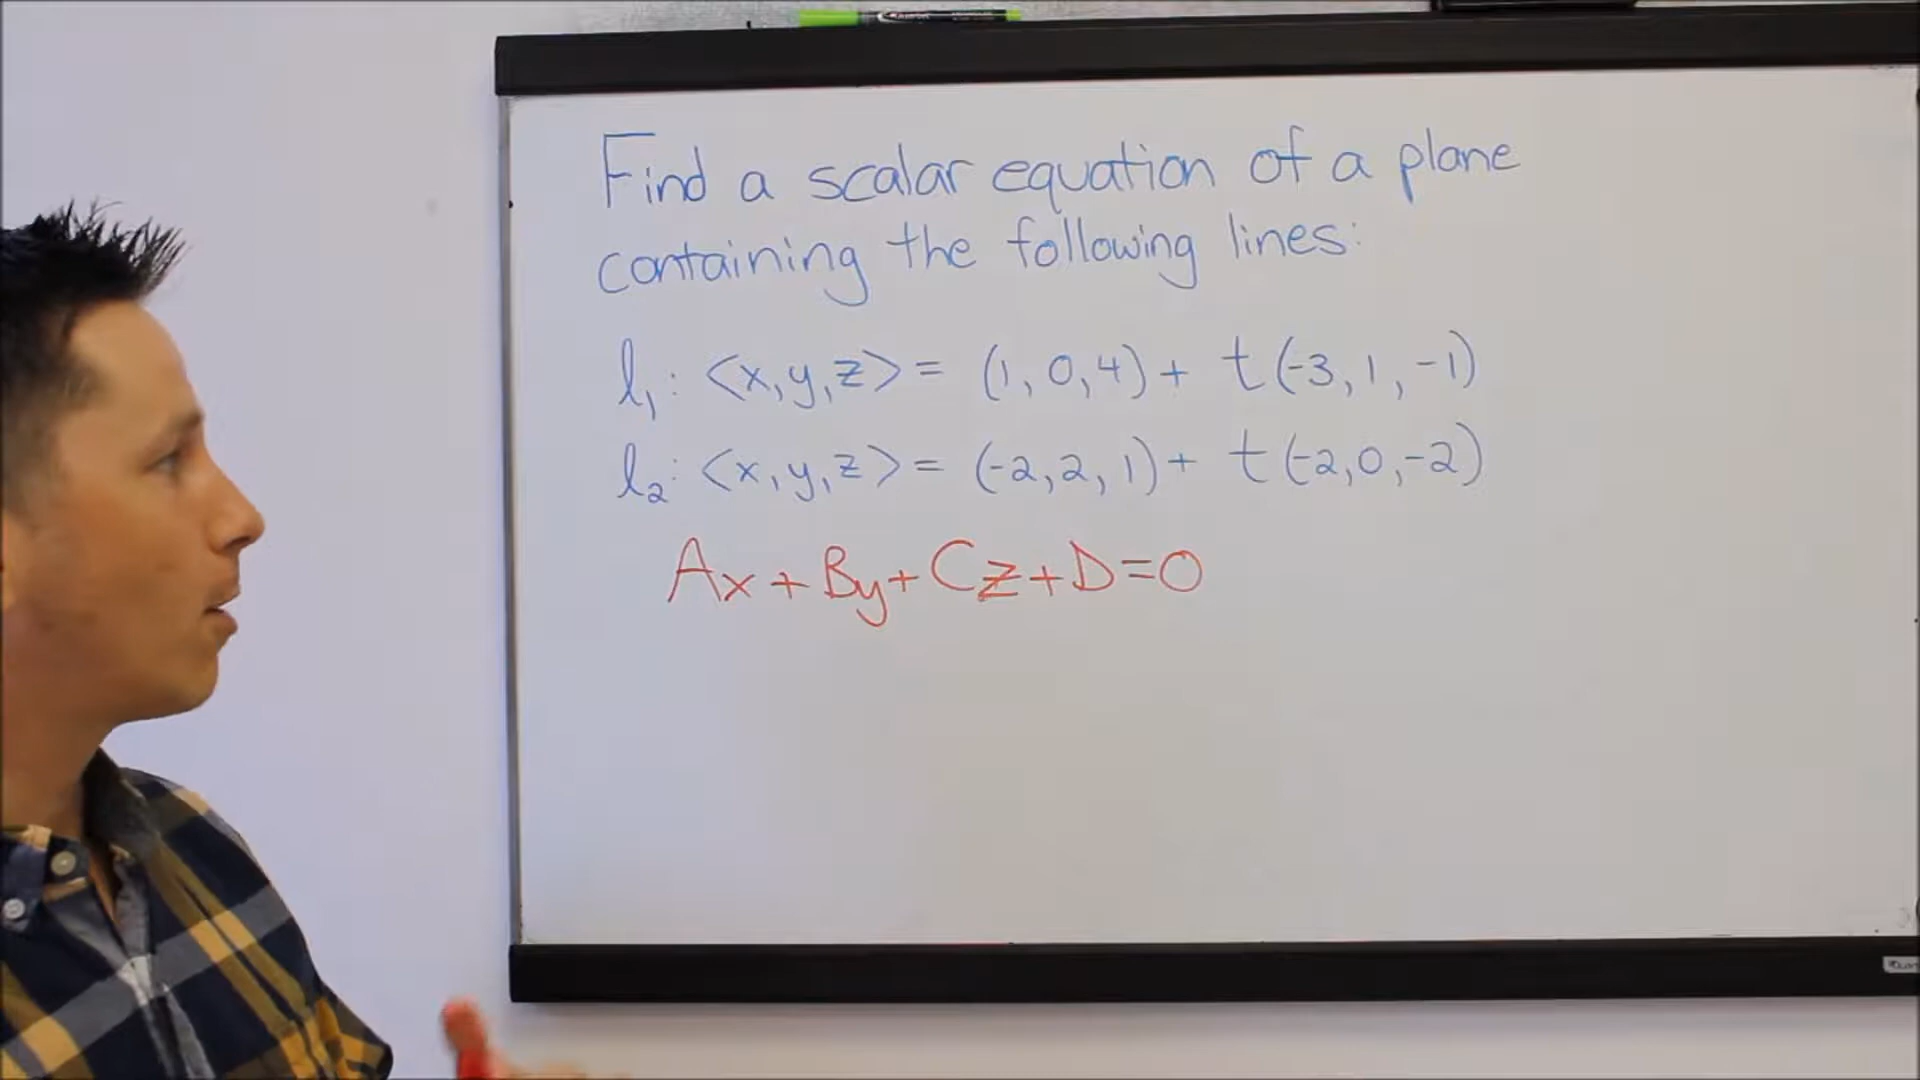 Find a scalar equation of a plane
containing the following lines:
l₁: <x,y,z> = (1,0,4) + t(-3,1,-1)
l₂: <x,y,z> = (-2,2,1) + t(-2,0,-2)
Ax + By + Cz + D = 0